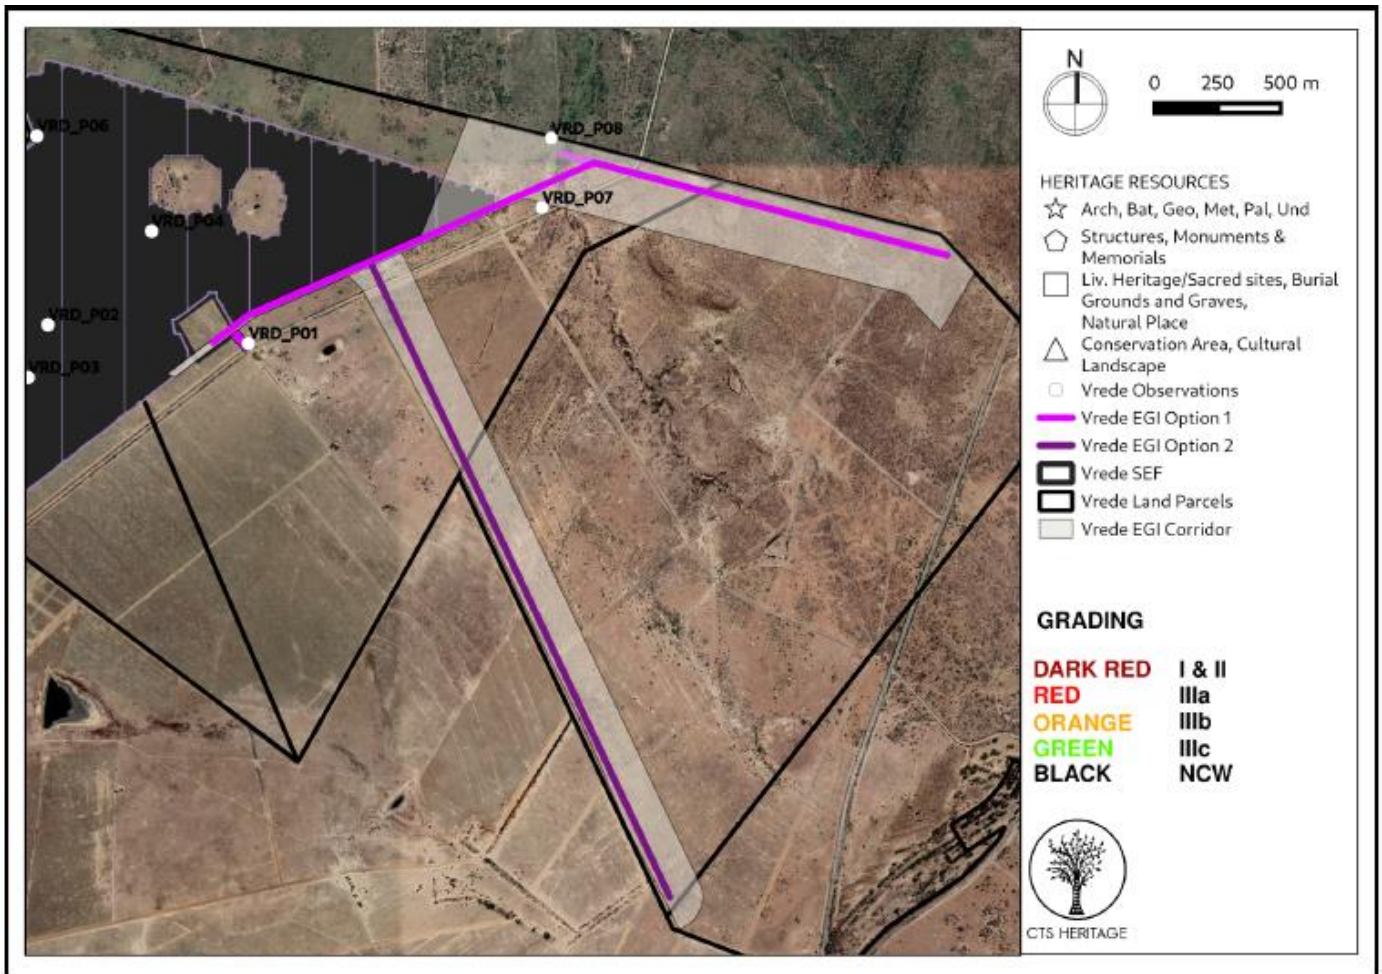 VRD_P06
VRD_P08
VRD_P07
VRD_P04
VRD_P02
VRD_P01
VRD_P03
N
0 250 500 m
HERITAGE RESOURCES
Arch, Bat, Geo, Met, Pal, Und
Structures, Monuments &
Memorials
Liv. Heritage/Sacred sites, Burial
Grounds and Graves,
Natural Place
Conservation Area, Cultural
Landscape
Vrede Observations
Vrede EGI Option 1
Vrede EGI Option 2
Vrede SEF
Vrede Land Parcels
Vrede EGI Corridor
GRADING
DARK RED I & II
RED IIIa
ORANGE IIIb
GREEN IIIc
BLACK NCW
CTS HERITAGE